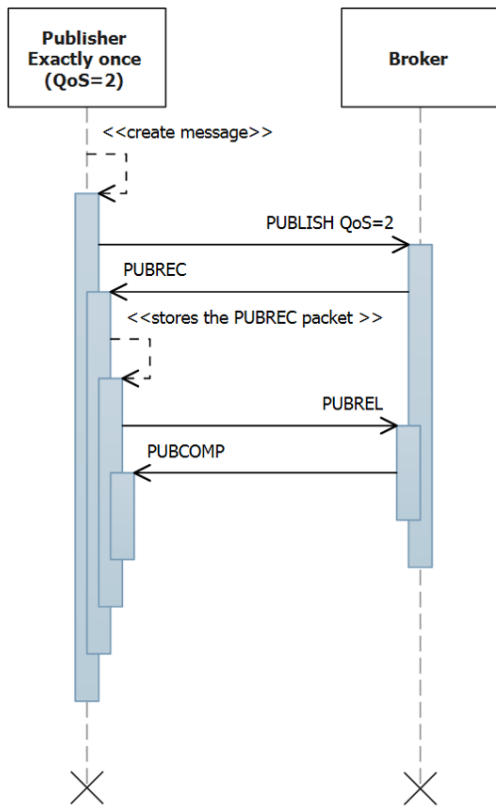 Publisher
Exactly once
(QoS=2)
Broker
<<create message>>
PUBLISH QoS=2
PUBREC
<<stores the PUBREC packet >>
PUBREL
PUBCOMP